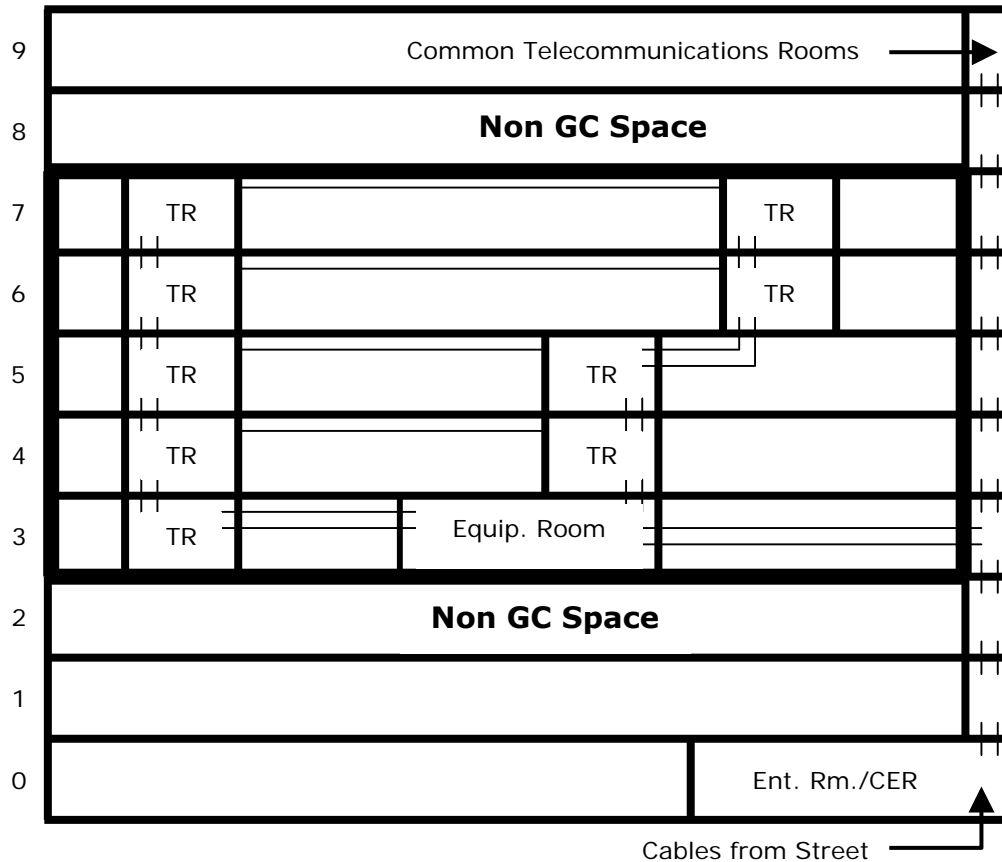 9
Common Telecommunications Rooms
8
Non GC Space
7
TR
TR
6
TR
TR
5
TR
TR
4
TR
TR
3
TR
Equip. Room
2
Non GC Space
1
0
Ent. Rm./CER
Cables from Street